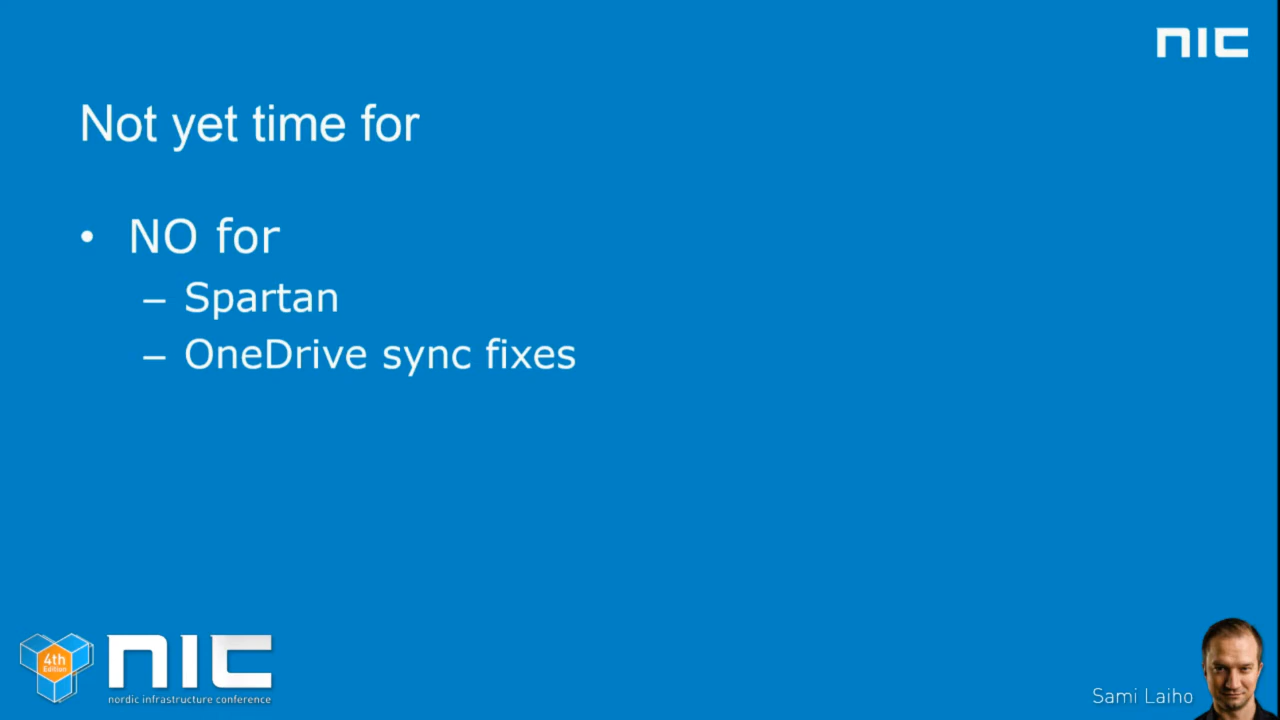 NIC
Not yet time for
• NO for
– Spartan
– OneDrive sync fixes
4th
Edition
NIC
nordic infrastructure conference
Sami Laiho